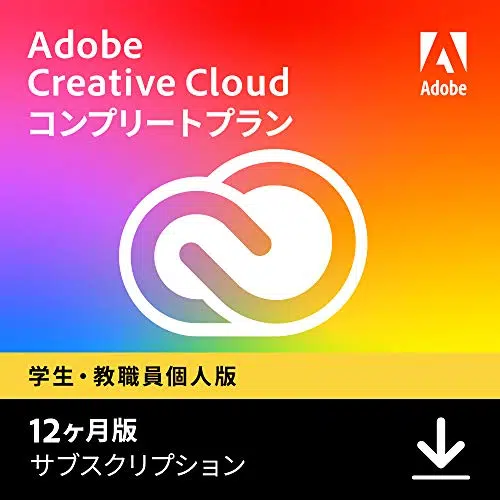 Adobe
Creative Cloud
コンプリートプラン
Adobe
学生・教職員個人版
12ヶ月版
サブスクリプション